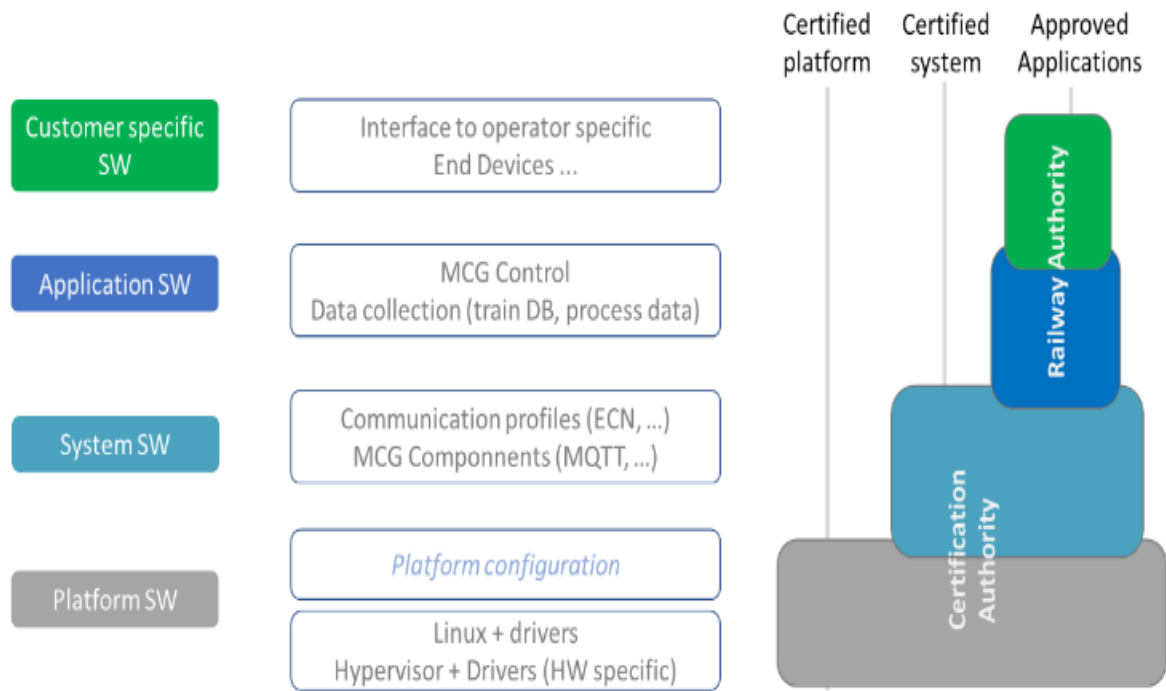 Certified
platform
Certified
system
Approved
Applications
Customer specific
SW
Interface to operator specific
End Devices ...
Application SW
MCG Control
Data collection (train DB, process data)
System SW
Communication profiles (ECN, ...)
MCG Componnents (MQTT, ...)
Platform SW
Platform configuration
Linux + drivers
Hypervisor + Drivers (HW specific)
Railway Authority
Certification
Authority